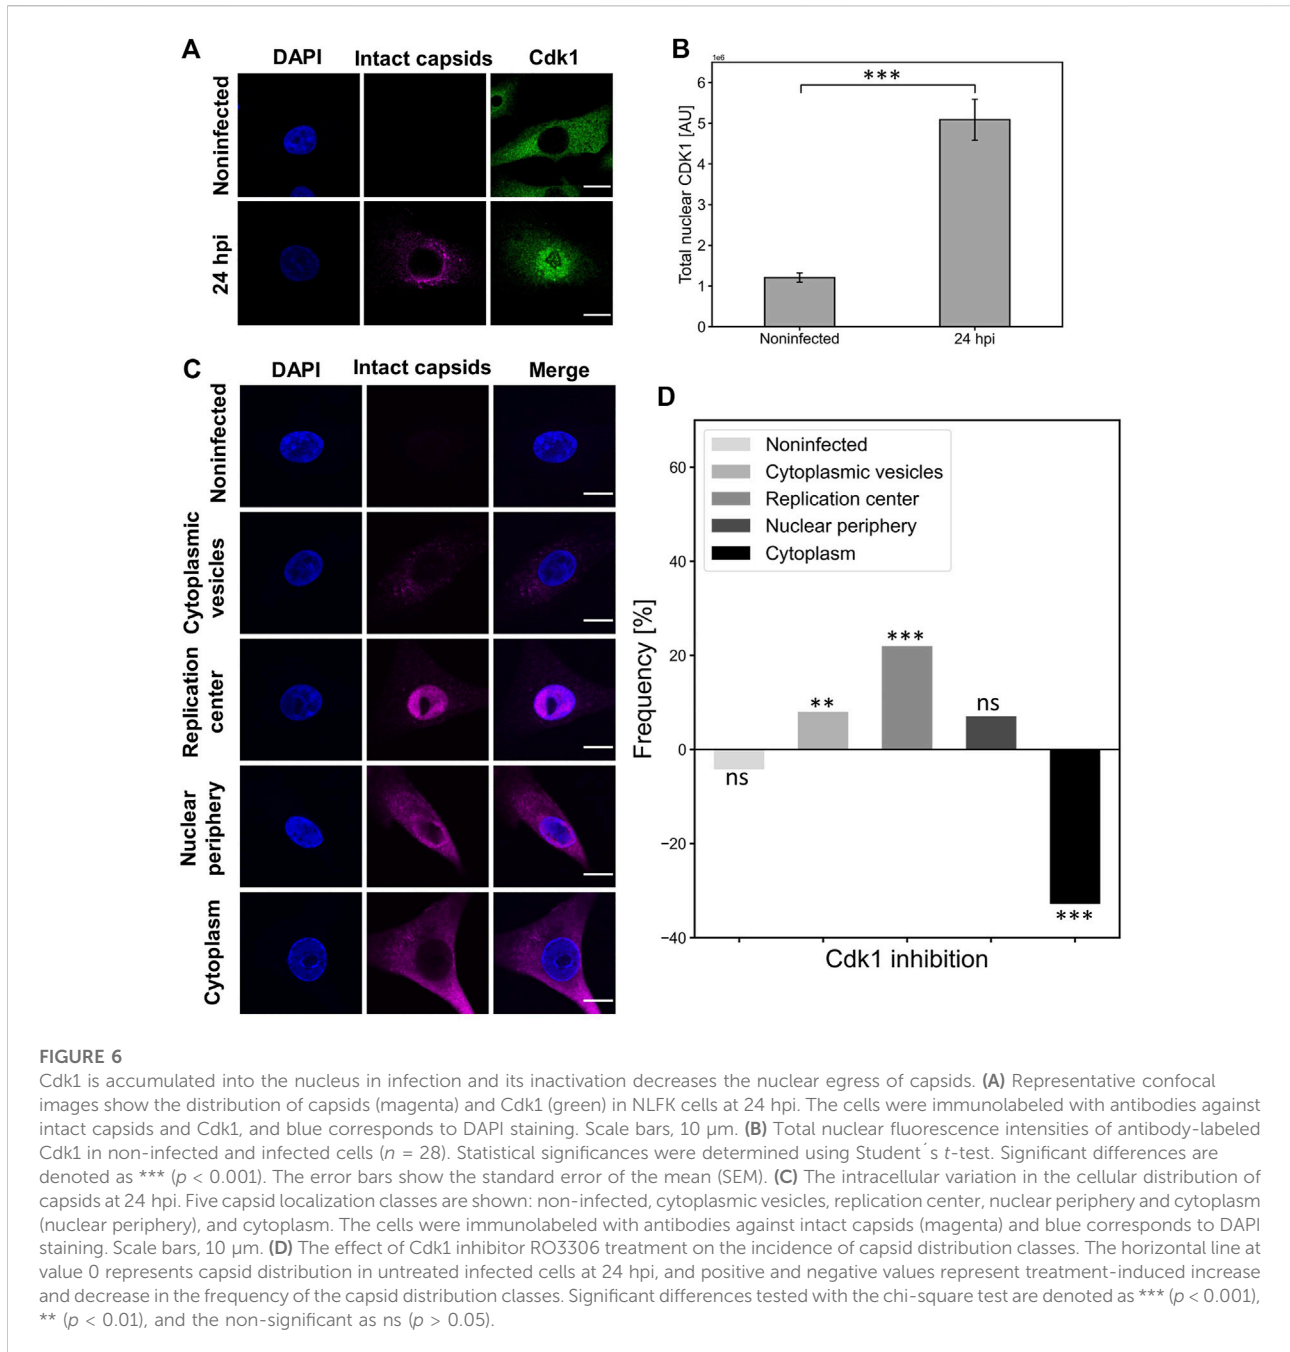 A
DAPI
Intact capsids
Cdk1
Noninfected
24 hpi
B
1e6
***
Total nuclear CDK1 [AU]
6
5
4
3
2
1
0
Noninfected
24 hpi
C
DAPI
Intact capsids
Merge
Noninfected
Cytoplasmic
vesicles
Replication
center
Nuclear
periphery
Cytoplasm
D
Noninfected
Cytoplasmic vesicles
Replication center
Nuclear periphery
Cytoplasm
Frequency [%]
60
40
20
0
−20
−40
ns
**
***
ns
***
Cdk1 inhibition
FIGURE 6
Cdk1 is accumulated into the nucleus in infection and its inactivation decreases the nuclear egress of capsids. (A) Representative confocal
images show the distribution of capsids (magenta) and Cdk1 (green) in NLFK cells at 24 hpi. The cells were immunolabeled with antibodies against
intact capsids and Cdk1, and blue corresponds to DAPI staining. Scale bars, 10 µm. (B) Total nuclear fluorescence intensities of antibody-labeled
Cdk1 in non-infected and infected cells (n = 28). Statistical significances were determined using Student´s t-test. Significant differences are
denoted as *** (p < 0.001). The error bars show the standard error of the mean (SEM). (C) The intracellular variation in the cellular distribution of
capsids at 24 hpi. Five capsid localization classes are shown: non-infected, cytoplasmic vesicles, replication center, nuclear periphery and cytoplasm
(nuclear periphery), and cytoplasm. The cells were immunolabeled with antibodies against intact capsids (magenta) and blue corresponds to DAPI
staining. Scale bars, 10 µm. (D) The effect of Cdk1 inhibitor RO3306 treatment on the incidence of capsid distribution classes. The horizontal line at
value 0 represents capsid distribution in untreated infected cells at 24 hpi, and positive and negative values represent treatment-induced increase
and decrease in the frequency of the capsid distribution classes. Significant differences tested with the chi-square test are denoted as *** (p < 0.001),
** (p < 0.01), and the non-significant as ns (p > 0.05).